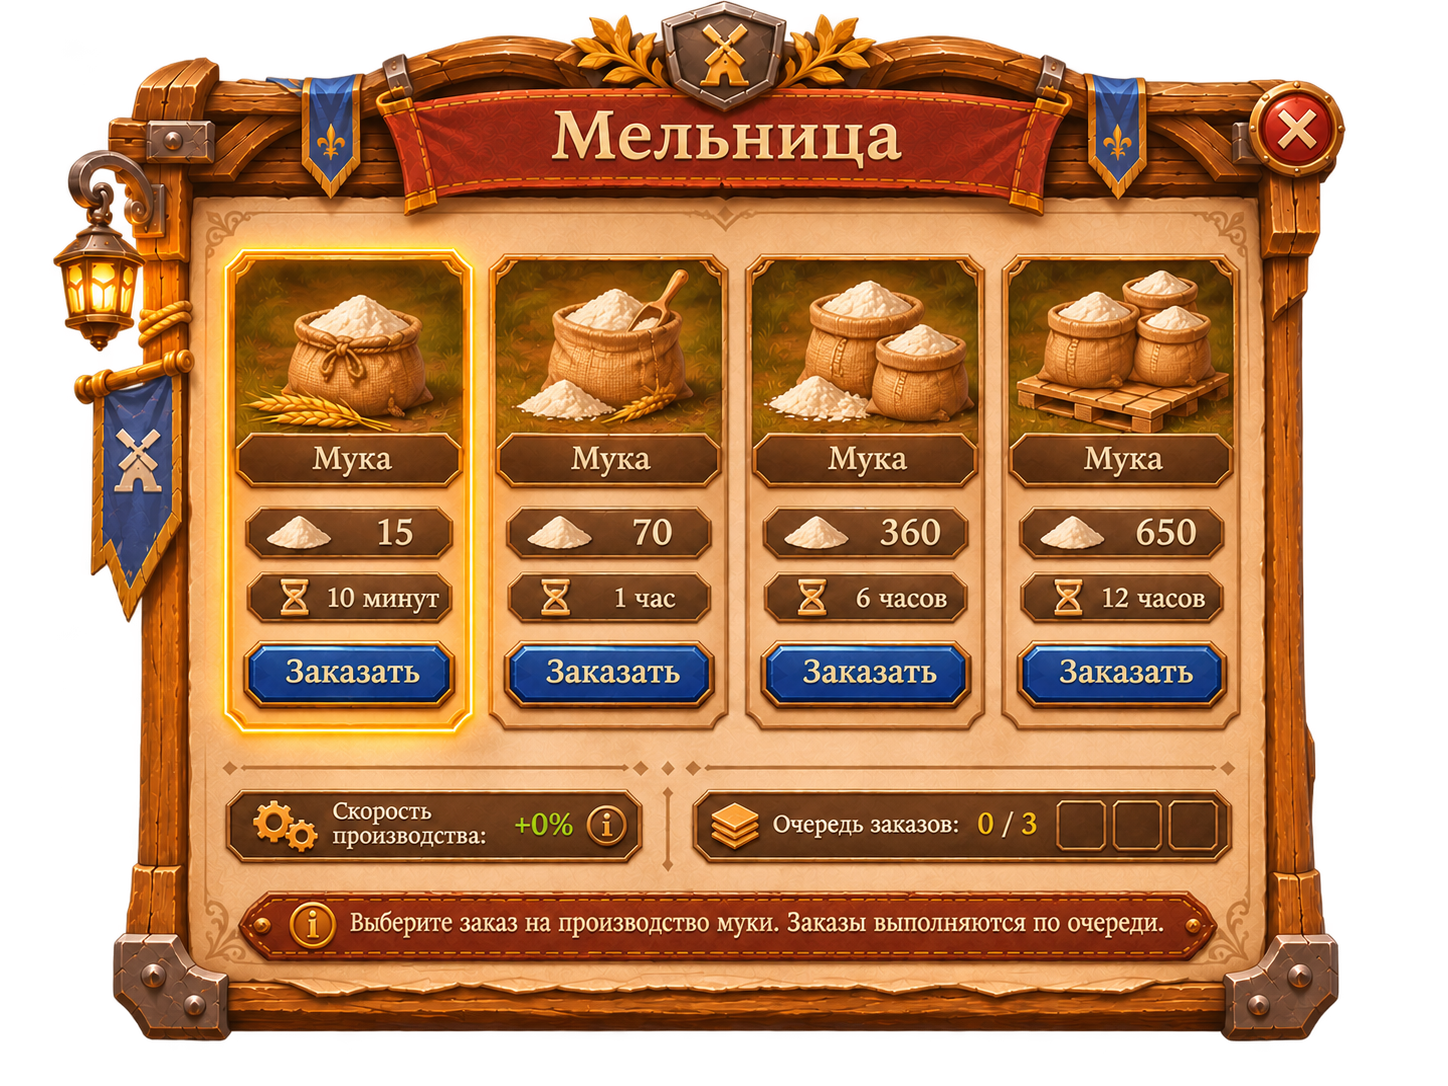 Мельница
Мука
15
10 минут
Заказать
Мука
70
1 час
Заказать
Мука
360
6 часов
Заказать
Мука
650
12 часов
Заказать
Скорость
производства:
+0%
Очередь заказов: 0 / 3
Выберите заказ на производство муки. Заказы выполняются по очереди.